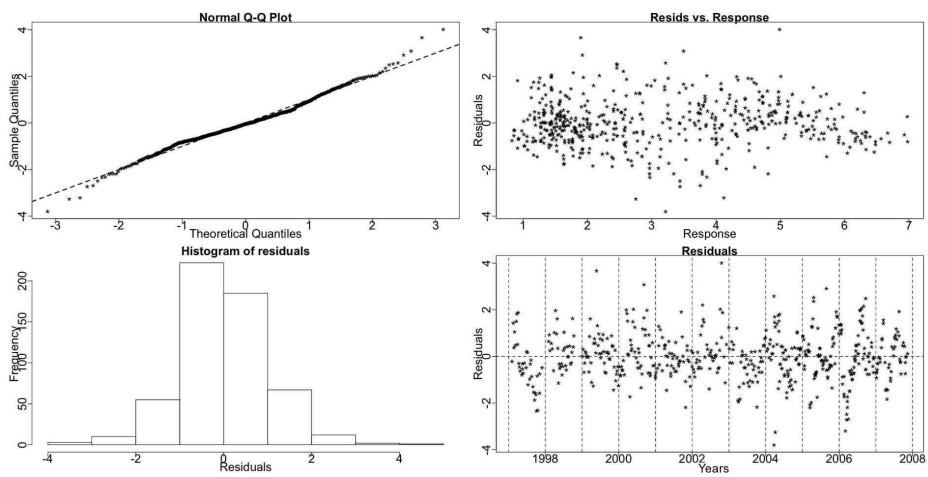 Normal Q-Q Plot
Sample Quantiles
4
2
0
-2
-4
-3 -2 -1 0 1 2 3
Theoretical Quantiles
Resids vs. Response
Residuals
4
2
0
-2
-4
1 2 3 4 5 6 7
Response
Histogram of residuals
Frequency
200
150
100
50
0
-4 -2 0 2 4
Residuals
Residuals
Residuals
4
2
0
-2
-4
1998 2000 2002 2004 2006 2008
Years